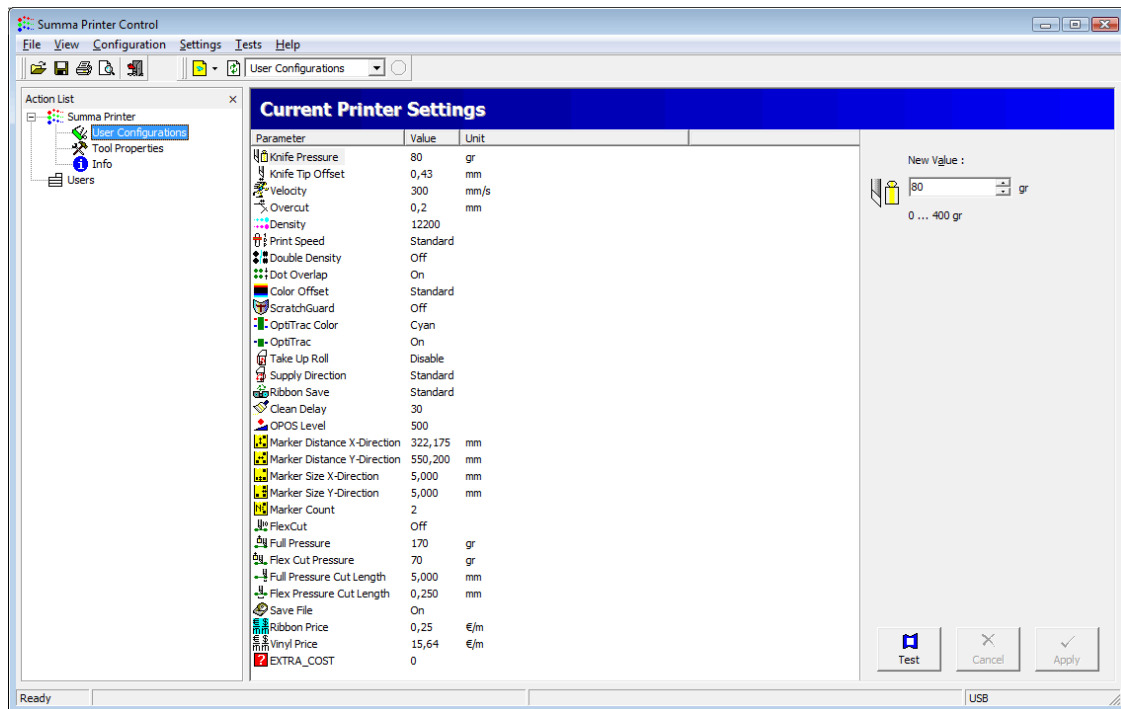 Summa Printer Control
File View Configuration Settings Tests Help
User Configurations
Action List
Summa Printer
User Configurations
Tool Properties
Info
Users
Current Printer Settings
Parameter Value Unit
Knife Pressure 80 gr
Knife Tip Offset 0,43 mm
Velocity 300 mm/s
Overcut 0,2 mm
Density 12200
Print Speed Standard
Double Density Off
Dot Overlap On
Color Offset Standard
ScratchGuard Off
OptiTrac Color Cyan
OptiTrac On
Take Up Roll Disable
Supply Direction Standard
Ribbon Save Standard
Clean Delay 30
OPOS Level 500
Marker Distance X-Direction 322,175 mm
Marker Distance Y-Direction 550,200 mm
Marker Size X-Direction 5,000 mm
Marker Size Y-Direction 5,000 mm
Marker Count 2
FlexCut Off
Full Pressure 170 gr
Flex Cut Pressure 70 gr
Full Pressure Cut Length 5,000 mm
Flex Pressure Cut Length 0,250 mm
Save File On
Ribbon Price 0,25 €/m
Vinyl Price 15,64 €/m
EXTRA_COST 0
New Value :
80 gr
0 ... 400 gr
Test Cancel Apply
Ready USB